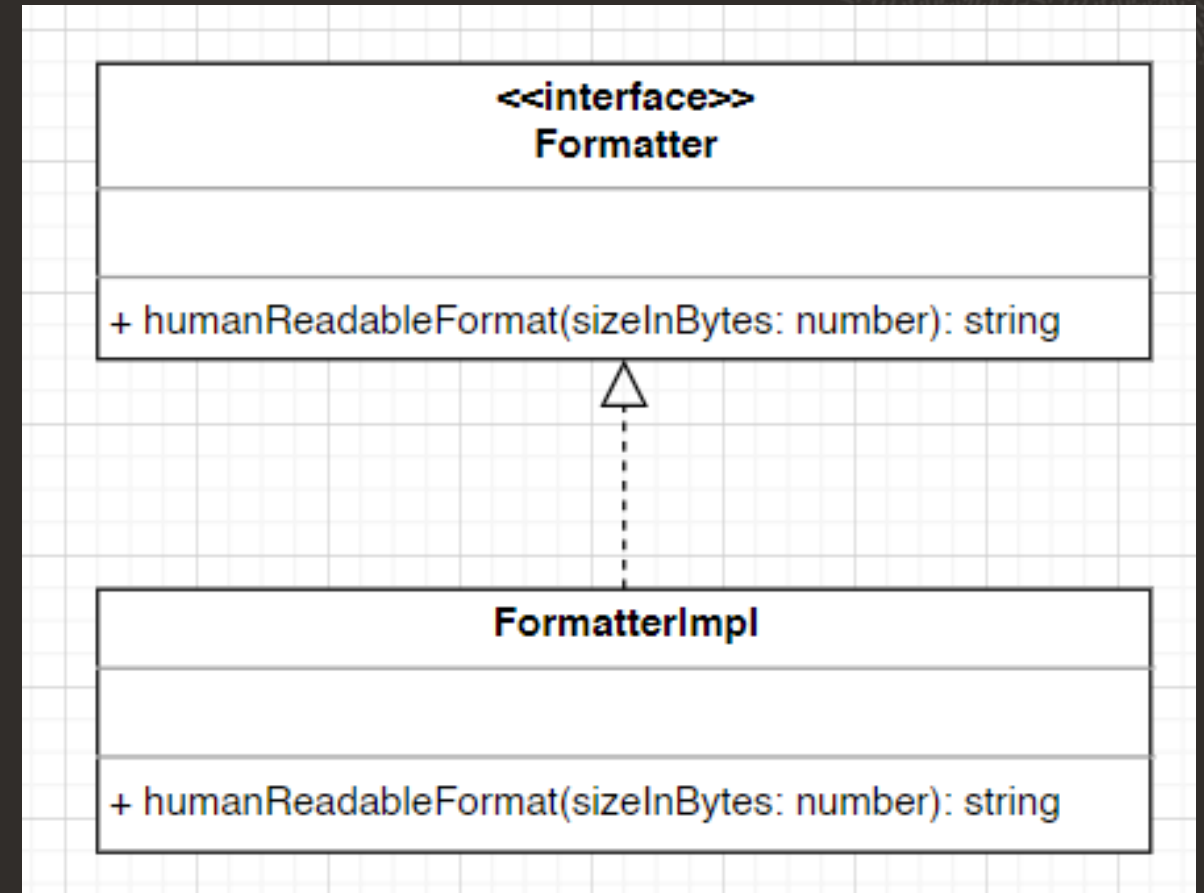 <<interface>>
Formatter
+ humanReadableFormat(sizeInBytes: number): string
FormatterImpl
+ humanReadableFormat(sizeInBytes: number): string